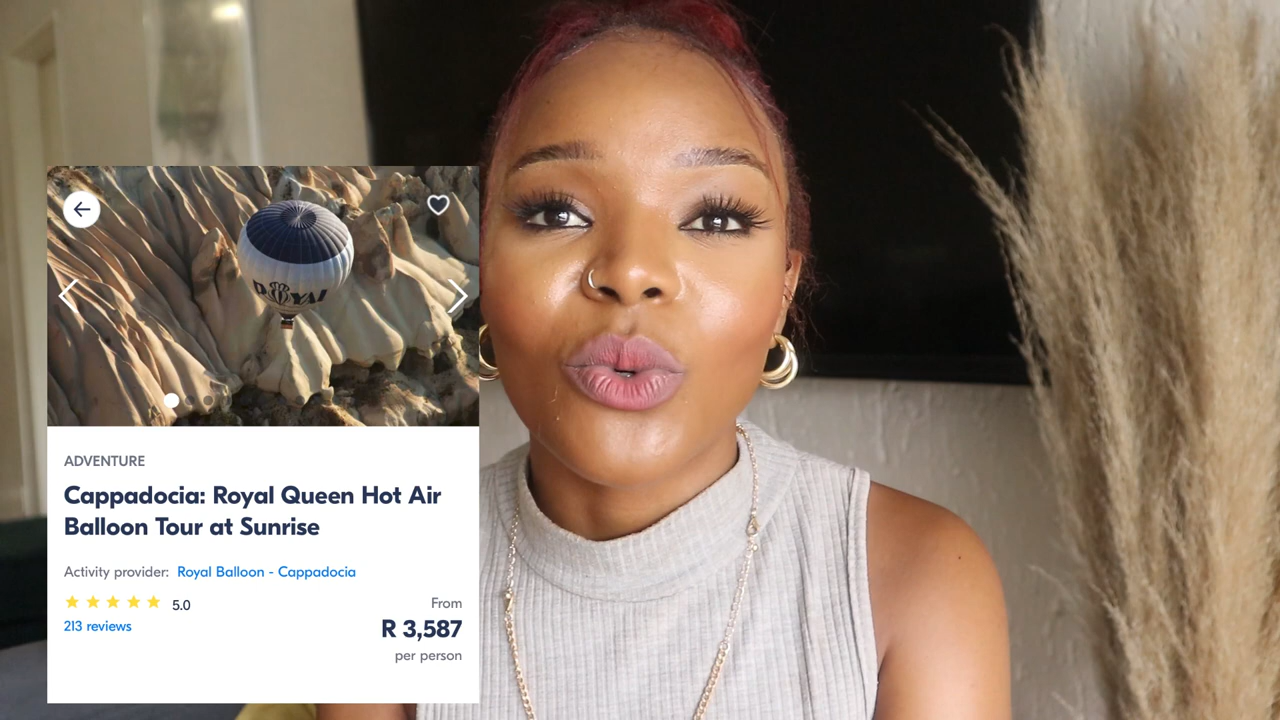 ROYAL
ADVENTURE
Cappadocia: Royal Queen Hot Air
Balloon Tour at Sunrise
Activity provider: Royal Balloon - Cappadocia
5.0
213 reviews
From
R 3,587
per person